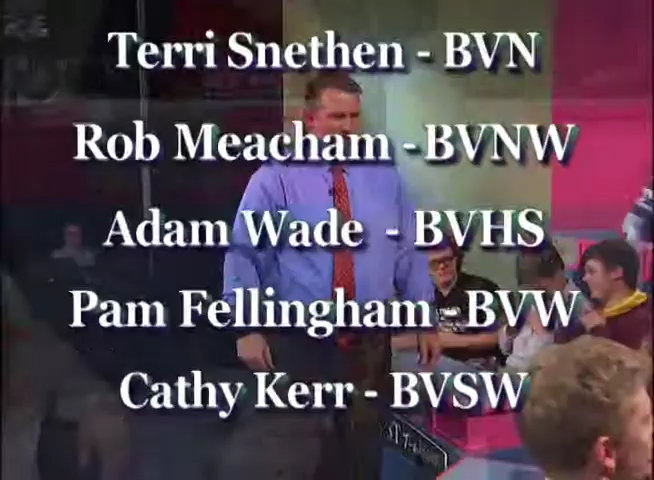 Terri Snethen - BVN
Rob Meacham - BVNW
Adam Wade - BVHS
Pam Fellingham - BVW
Cathy Kerr - BVSW